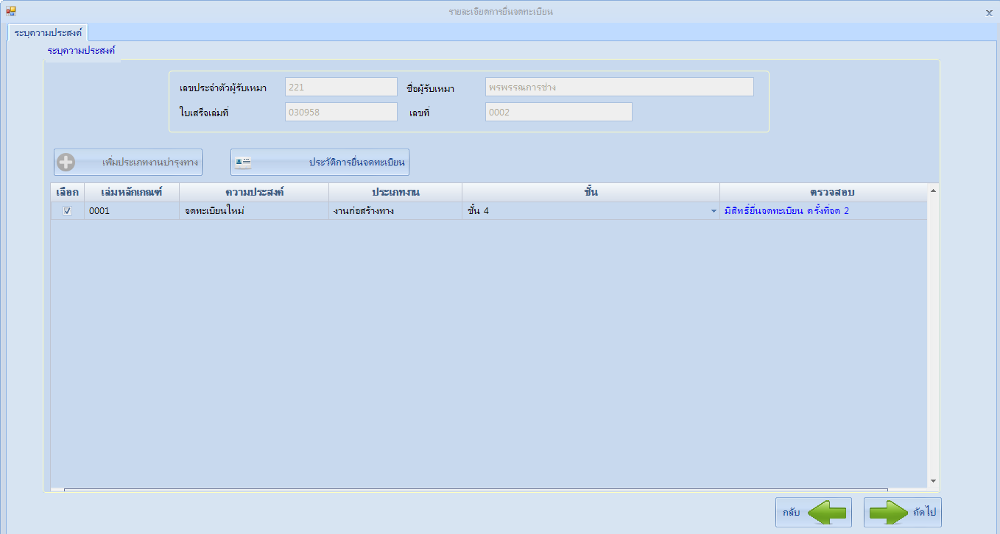 รายละเอียดการยื่นจดทะเบียน
x
ระบุความประสงค์
ระบุความประสงค์
เลขประจำตัวผู้รับเหมา 221 ชื่อผู้รับเหมา พรพรรณการช่าง
ใบเสร็จเล่มที่ 030958 เลขที่ 0002
เพิ่มประเภทงานบำรุงทาง ประวัติการยื่นจดทะเบียน
เลือก เล่มหลักเกณฑ์ ความประสงค์ ประเภทงาน ชั้น ตรวจสอบ
0001 จดทะเบียนใหม่ งานก่อสร้างทาง ชั้น 4 มีสิทธิ์ยื่นจดทะเบียน ครั้งที่จด 2
กลับ ถัดไป